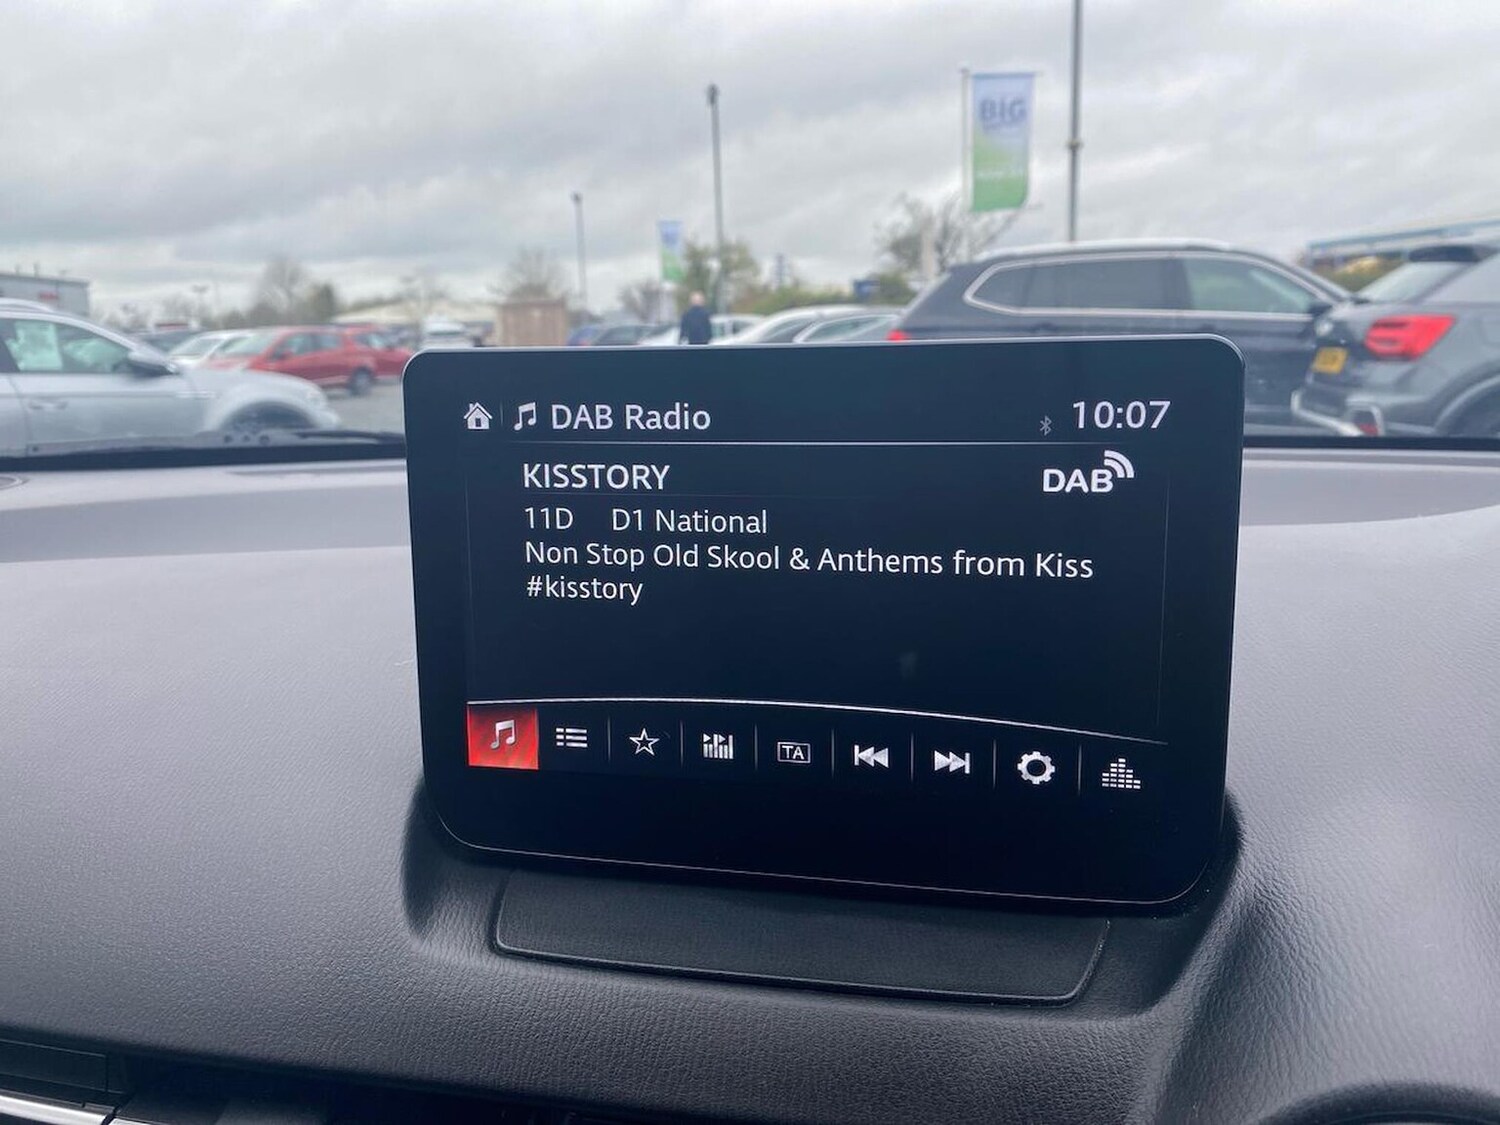 BIG
DAB Radio
10:07
KISSTORY
DAB
11D D1 National
Non Stop Old Skool & Anthems from Kiss
#kisstory
TA